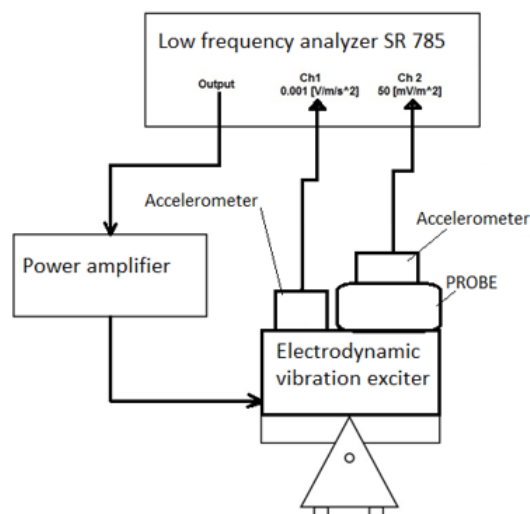 Low frequency analyzer SR 785
Output
Ch1
0.001 [V/m/s^2]
Ch 2
50 [mV/m^2]
Accelerometer
Accelerometer
Power amplifier
PROBE
Electrodynamic
vibration exciter